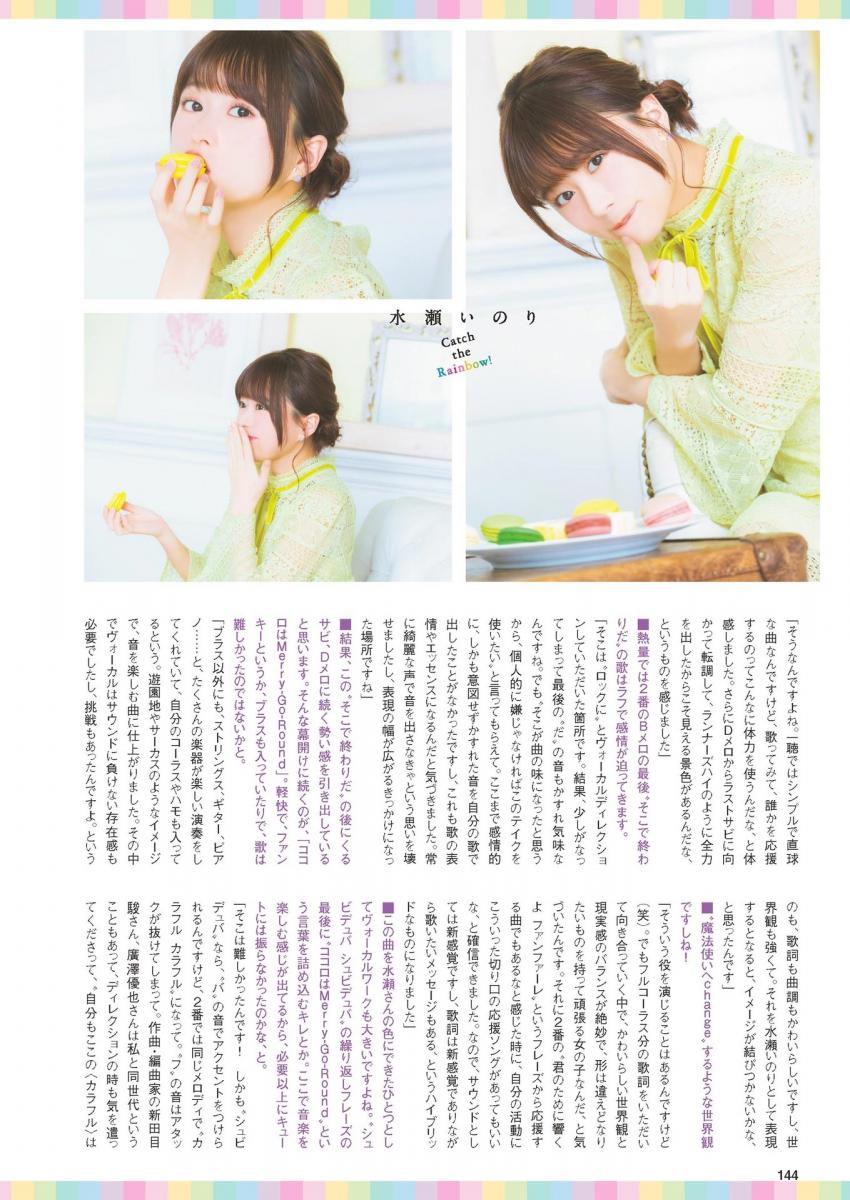 水瀬いのり
Catch
the
Rainbow!
「そうなんですよね。一聴ではシンプルで直球
な曲なんですけど、歌ってみて、誰かを応援
するのってこんなに体力を使うんだな、と体
感しました。さらにDメロからラストサビに向
かって転調して、ランナーズハイのように全力
を出したからこそ見える景色があるんだな、
というものを感じました」
■熱量では2番のBメロの最後〝そこで終わ
りだ〟の歌はラフで感情が迫ってきます。
「そこは〝ロックに〟とヴォーカルディレクショ
ンしていただいた箇所です。結果、少しがなっ
てしまって最後の〝だ〟の音もかすれ気味な
んですね。でも〝そこが曲の味になったと思う
から、個人的に嫌じゃなければこのテイクを
使いたい〟と言ってもらえて。ここまで感情的
に、しかも意図せずかすれた音を自分の歌で
出したことがなかったですし、これも歌の表
情やエッセンスになるんだと気づきました。常
に綺麗な声で音を出さなきゃという思いを壊
せましたし、表現の幅が広がるきっかけになっ
た場所ですね」
■結果、この〝そこで終わりだ〟の後にくる
サビ、Dメロに続く勢い感を引き出している
と思います。そんな幕開けに続くのが、「ココ
ロはMerry-Go-Round」。軽快で、ファン
キーというか、ブラスも入っていたりで、歌は
難しかったのではないかと。
「ブラス以外にも、ストリングス、ギター、ピア
ノ……と、たくさんの楽器が楽しい演奏をし
てくれていて、自分のコーラスやハモも入って
るという。遊園地やサーカスのようなイメージ
で、音を楽しむ曲に仕上がりました。その中
でヴォーカルはサウンドに負けない存在感も
必要でしたし、挑戦もあったんですよ。という
のも、歌詞も曲調もかわいらしいですし、世
界観も強くて。それを水瀬いのりとして表現
するとなると、イメージが結びつかないかな、
と思ったんです」
■〝魔法使いへchange〟するような世界観
ですしね！
「そういう役を演じることはあるんですけど
（笑）。でもフルコーラス分の歌詞をいただい
て向き合っていく中で、かわいらしい世界観と
現実感のバランスが絶妙で、形は違えどなり
たいものを持って頑張る女の子なんだ、と気
づいたんです。それに2番の〝君のために響く
よ ファンファーレ〟というフレーズから応援す
る曲でもあるなと感じた時に、自分の活動に
こういった切り口の応援ソングがあってもいい
な、と確信できました。なので、サウンドとし
ては新感覚ですし、歌詞は新感覚でありなが
ら歌いたいメッセージもある、というハイブリッ
ドなものになりました」
■この曲を水瀬さんの色にできたひとつとし
てヴォーカルワークも大きいですよね。〝シュ
ビデュバ シュビデュバ〟の繰り返しフレーズの
最後に〝ココロはMerry-Go-Round〟とい
う言葉を詰め込むキレとか。ここで音楽を
楽しむ感じが出てるから、必要以上にキュー
トには振らなかったのかな、と。
「そこは難しかったんです！　しかも〝シュビ
デュバ〟なら、〝バ〟の音でアクセントをつけら
れるんですけど、2番では同じメロディで〝カ
ラフル カラフル〟になって。〝フ〟の音はアタッ
クが抜けてしまって。作曲・編曲家の新田目
駿さん、廣澤優也さんは私と同世代という
こともあって、ディレクションの時も気を遣っ
てくださって、〝自分もここの〈カラフル〉は
144